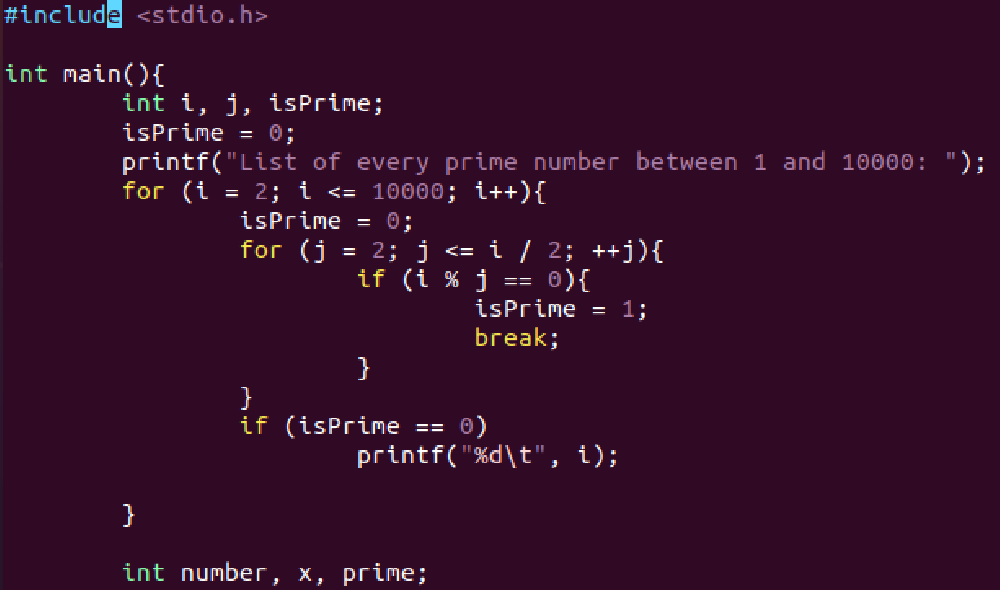 #include <stdio.h>
int main(){
int i, j, isPrime;
isPrime = 0;
printf("List of every prime number between 1 and 10000: ");
for (i = 2; i <= 10000; i++){
isPrime = 0;
for (j = 2; j <= i / 2; ++j){
if (i % j == 0){
isPrime = 1;
break;
}
}
if (isPrime == 0)
printf("%d\t", i);
}
int number, x, prime;